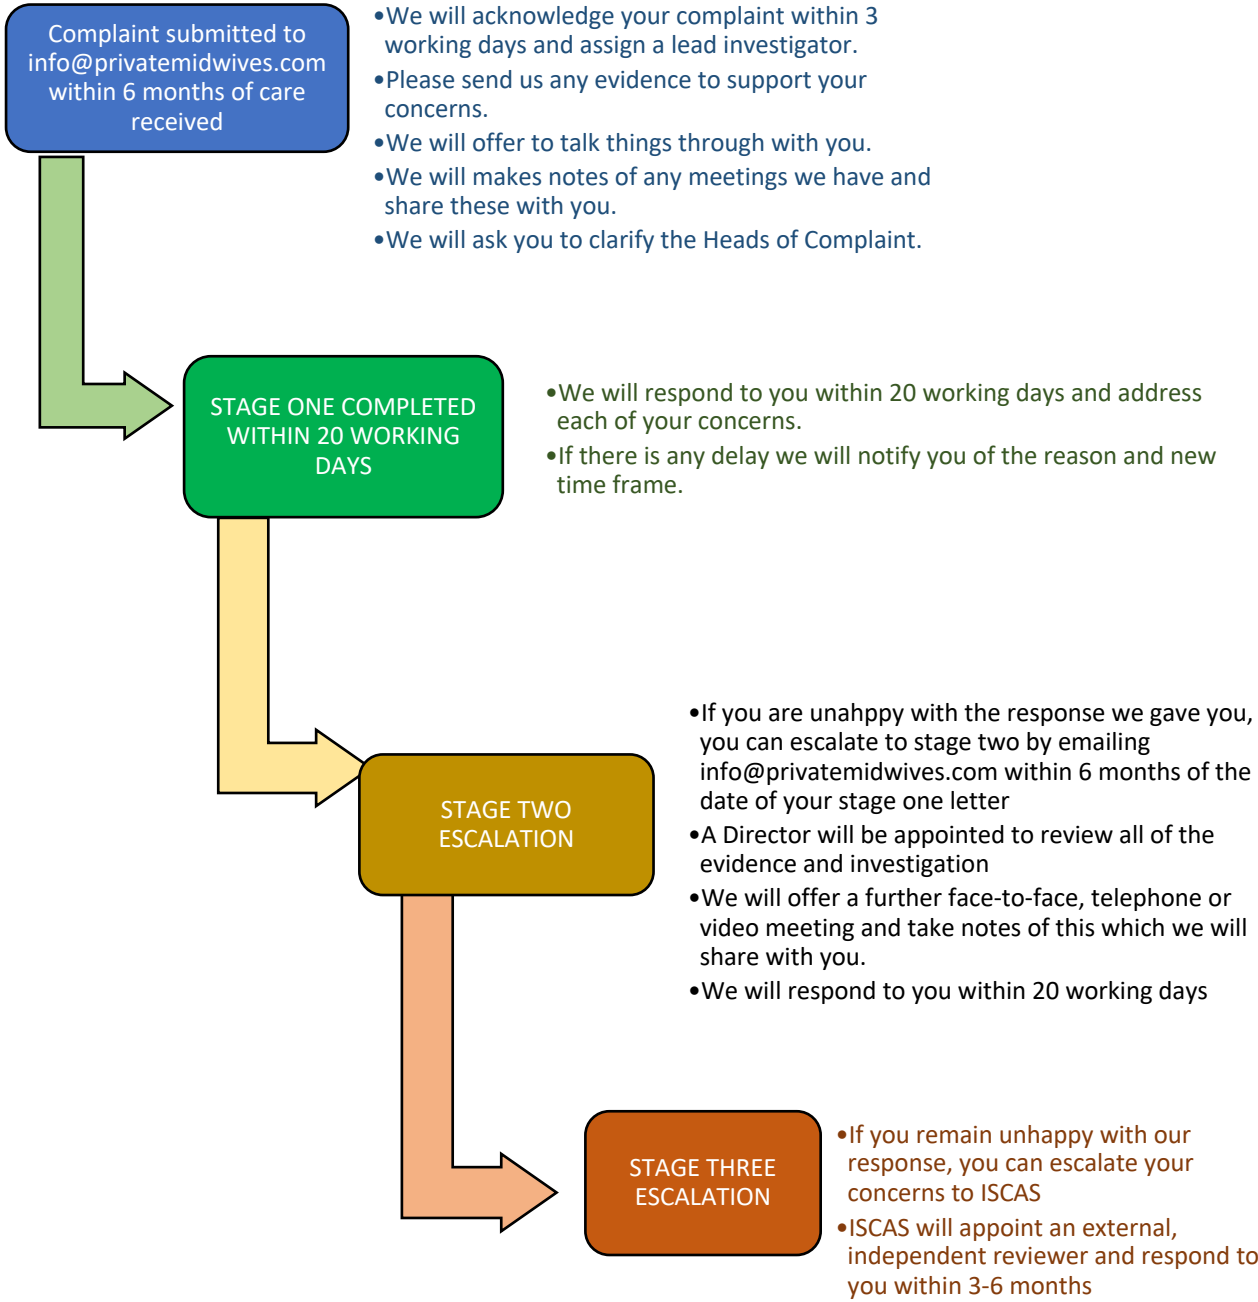 Complaint submitted to
info@privatemidwives.com
within 6 months of care
received
•We will acknowledge your complaint within 3
working days and assign a lead investigator.
•Please send us any evidence to support your
concerns.
•We will offer to talk things through with you.
•We will makes notes of any meetings we have and
share these with you.
•We will ask you to clarify the Heads of Complaint.
STAGE ONE COMPLETED
WITHIN 20 WORKING
DAYS
•We will respond to you within 20 working days and address
each of your concerns.
•If there is any delay we will notify you of the reason and new
time frame.
STAGE TWO
ESCALATION
•If you are unahppy with the response we gave you,
you can escalate to stage two by emailing
info@privatemidwives.com within 6 months of the
date of your stage one letter
•A Director will be appointed to review all of the
evidence and investigation
•We will offer a further face-to-face, telephone or
video meeting and take notes of this which we will
share with you.
•We will respond to you within 20 working days
STAGE THREE
ESCALATION
•If you remain unhappy with our
response, you can escalate your
concerns to ISCAS
•ISCAS will appoint an external,
independent reviewer and respond to
you within 3-6 months